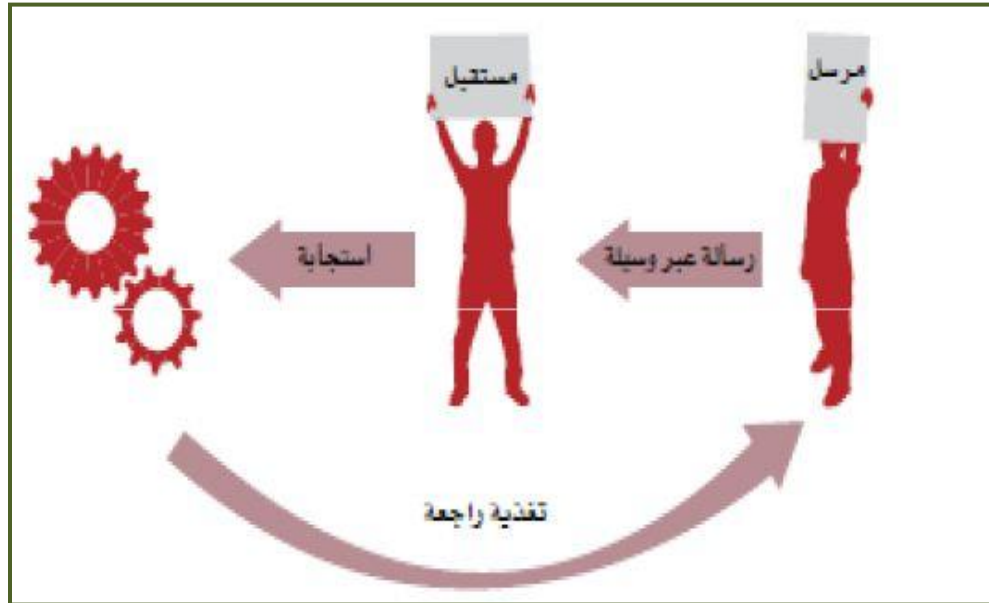 مرسل
مستقبل
رسالة عبر وسيلة
استجابة
تغذية راجعة